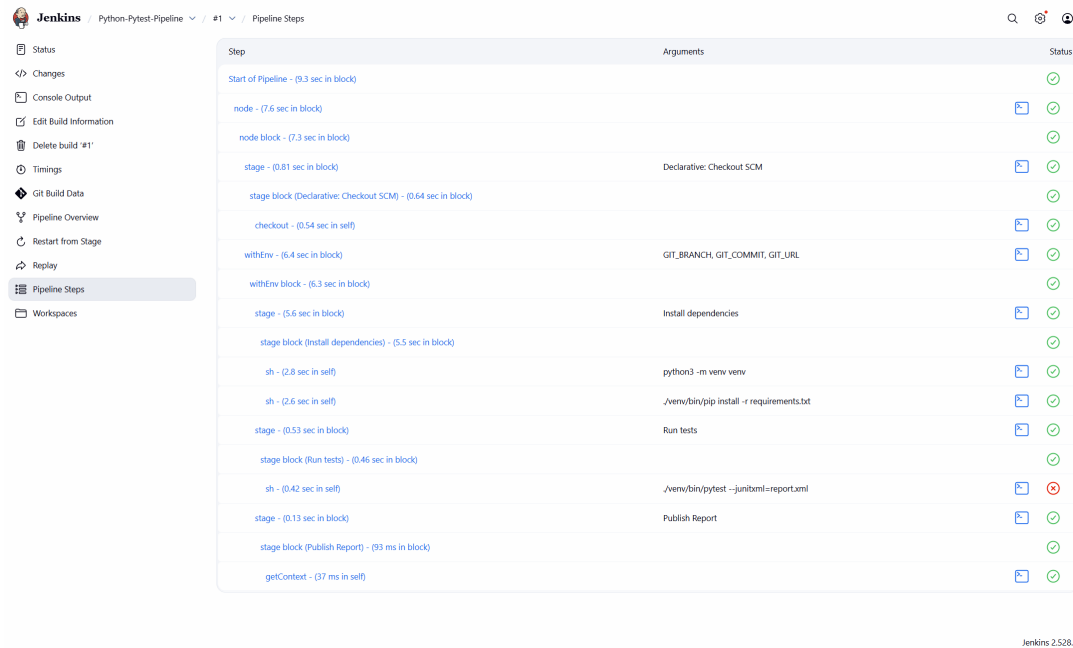 Jenkins / Python-Pytest-Pipeline / #1 / Pipeline Steps
Status
Changes
Console Output
Edit Build Information
Delete build '#1'
Timings
Git Build Data
Pipeline Overview
Restart from Stage
Replay
Pipeline Steps
Workspaces
Step Arguments Status
Start of Pipeline - (9.3 sec in block)
node - (7.6 sec in block)
node block - (7.3 sec in block)
stage - (0.81 sec in block) Declarative: Checkout SCM
stage block (Declarative: Checkout SCM) - (0.64 sec in block)
checkout - (0.54 sec in self)
withEnv - (6.4 sec in block) GIT_BRANCH, GIT_COMMIT, GIT_URL
withEnv block - (6.3 sec in block)
stage - (5.6 sec in block) Install dependencies
stage block (Install dependencies) - (5.5 sec in block)
sh - (2.8 sec in self) python3 -m venv venv
sh - (2.6 sec in self) ./venv/bin/pip install -r requirements.txt
stage - (0.53 sec in block) Run tests
stage block (Run tests) - (0.46 sec in block)
sh - (0.42 sec in self) ./venv/bin/pytest --junitxml=report.xml
stage - (0.13 sec in block) Publish Report
stage block (Publish Report) - (93 ms in block)
getContext - (37 ms in self)
Jenkins 2.528.